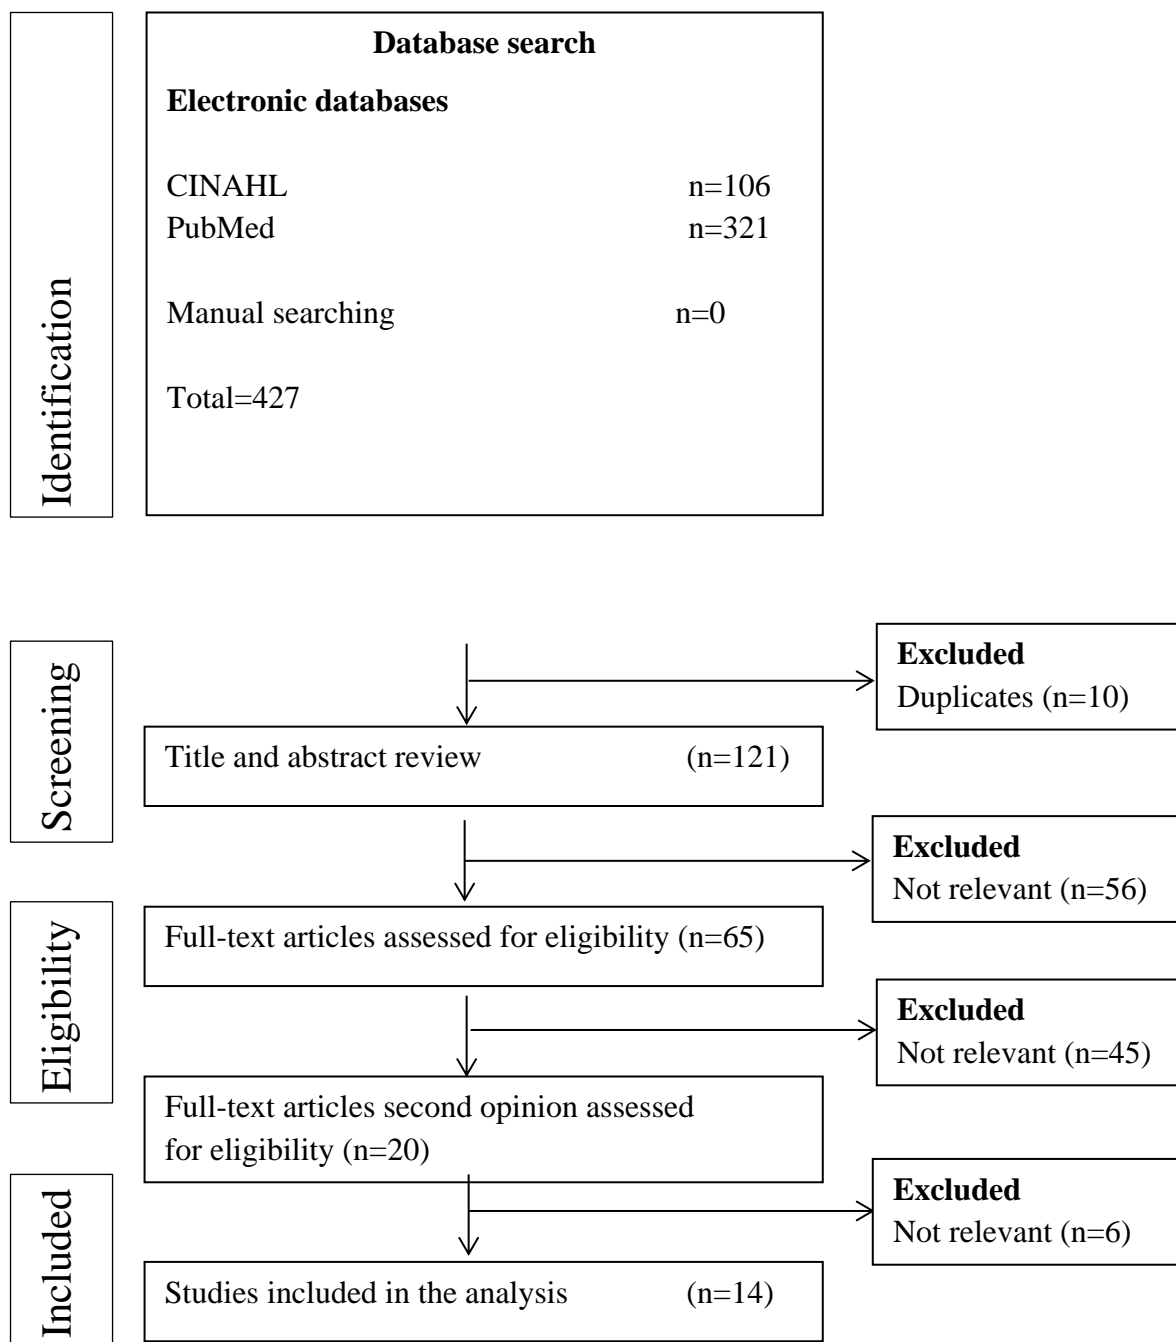 Identification
Database search
Electronic databases
CINAHL n=106
PubMed n=321
Manual searching n=0
Total=427
Screening
Excluded
Duplicates (n=10)
Title and abstract review (n=121)
Excluded
Not relevant (n=56)
Eligibility
Full-text articles assessed for eligibility (n=65)
Excluded
Not relevant (n=45)
Full-text articles second opinion assessed
for eligibility (n=20)
Included
Excluded
Not relevant (n=6)
Studies included in the analysis (n=14)